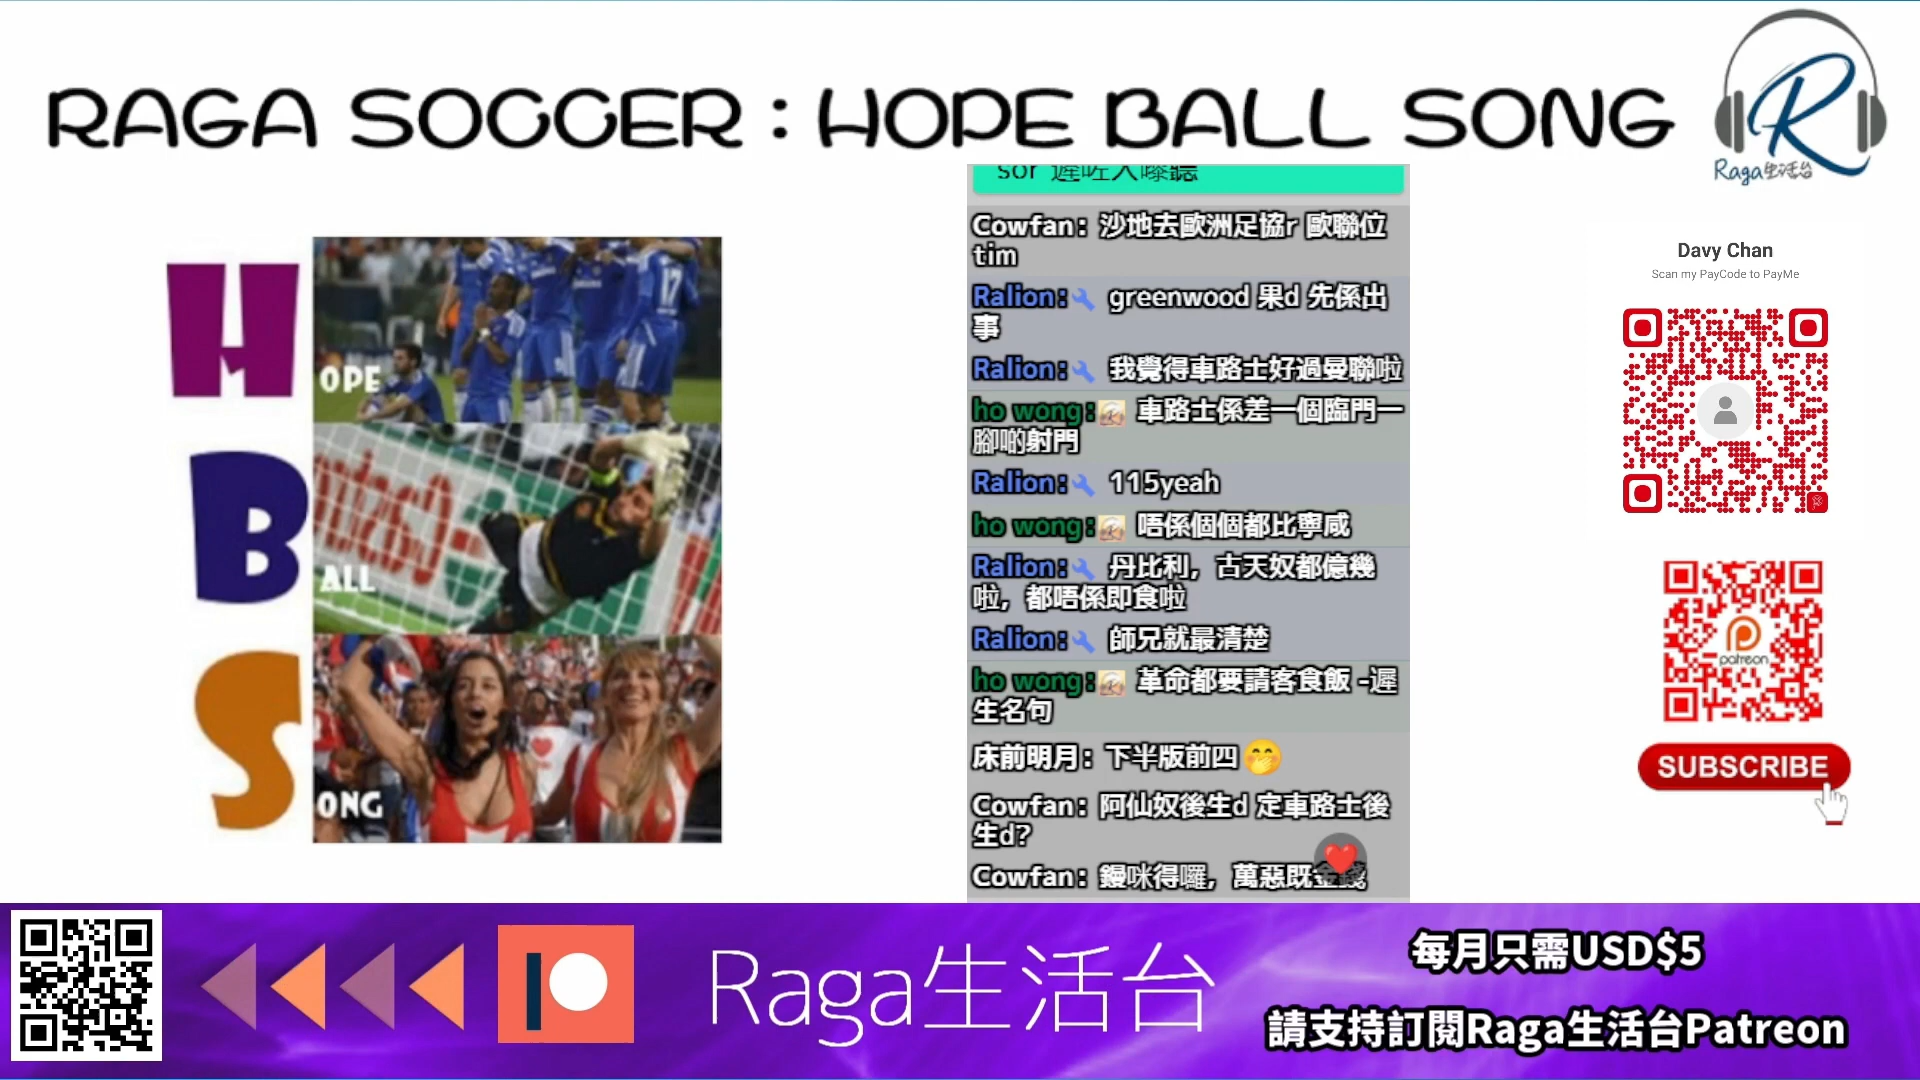 RAGA SOCCER : HOPE BALL SONG
Raga生活台
H
OPE
B
ALL
S
ONG
sor 遲咗入嚟聽
Cowfan: 沙地去歐洲足協r 歐聯位
tim
Ralion: greenwood 果d 先係出
事
Ralion: 我覺得車路士好過曼聯啦
ho wong: 車路士係差一個臨門一
腳啲射門
Ralion: 115yeah
ho wong: 唔係個個都比寧咸
Ralion: 丹比利，古天奴都億幾
啦，都唔係即食啦
Ralion: 師兄就最清楚
ho wong: 革命都要請客食飯 -遲
生名句
床前明月: 下半版前四
Cowfan: 阿仙奴後生d 定車路士後
生d?
Cowfan: 鏝咪得囉，萬惡既金錢
Davy Chan
Scan my PayCode to PayMe
patreon
SUBSCRIBE
Raga生活台
每月只需USD$5
請支持訂閱Raga生活台Patreon